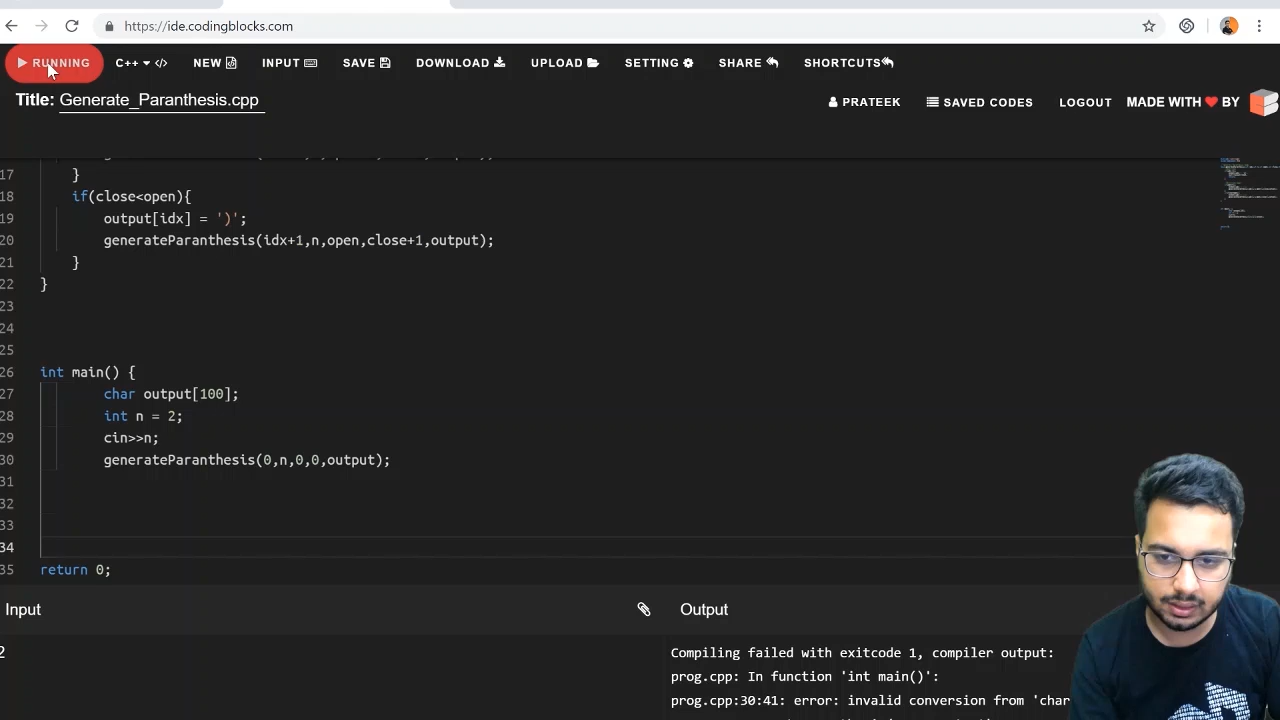 https://ide.codingblocks.com
RUNNING C++ </> NEW INPUT SAVE DOWNLOAD UPLOAD SETTING SHARE SHORTCUTS
Title: Generate_Paranthesis.cpp PRATEEK SAVED CODES LOGOUT MADE WITH BY
17 }
18 if(close<open){
19 output[idx] = ')';
20 generateParanthesis(idx+1,n,open,close+1,output);
21 }
22 }
23
24
25
26 int main() {
27 char output[100];
28 int n = 2;
29 cin>>n;
30 generateParanthesis(0,n,0,0,output);
31
32
33
34
35 return 0;
Input Output
2
Compiling failed with exitcode 1, compiler output:
prog.cpp: In function 'int main()':
prog.cpp:30:41: error: invalid conversion from 'char